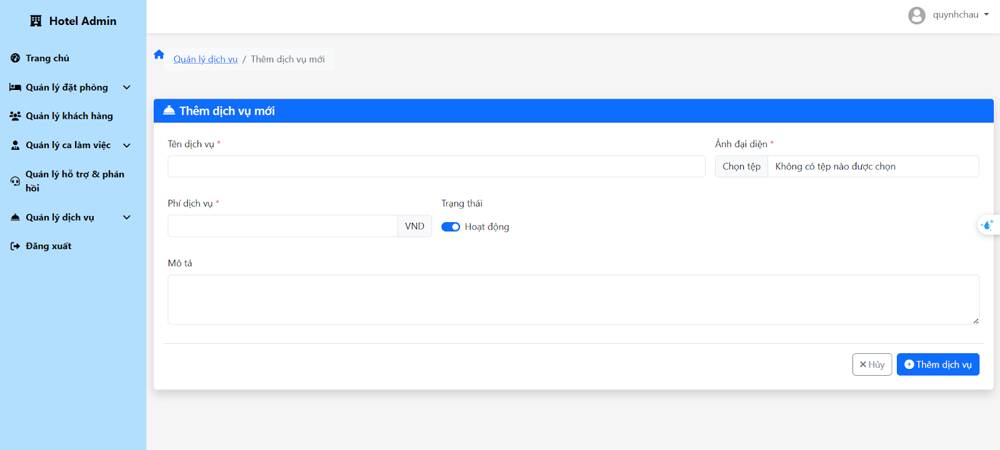 Hotel Admin
quynhchau
Trang chủ
Quản lý đặt phòng
Quản lý khách hàng
Quản lý ca làm việc
Quản lý hỗ trợ & phản
hồi
Quản lý dịch vụ
Đăng xuất
Quản lý dịch vụ / Thêm dịch vụ mới
Thêm dịch vụ mới
Tên dịch vụ *
Ảnh đại diện *
Chọn tệp Không có tệp nào được chọn
Phí dịch vụ *
Trạng thái
VND
Hoạt động
Mô tả
Hủy
Thêm dịch vụ